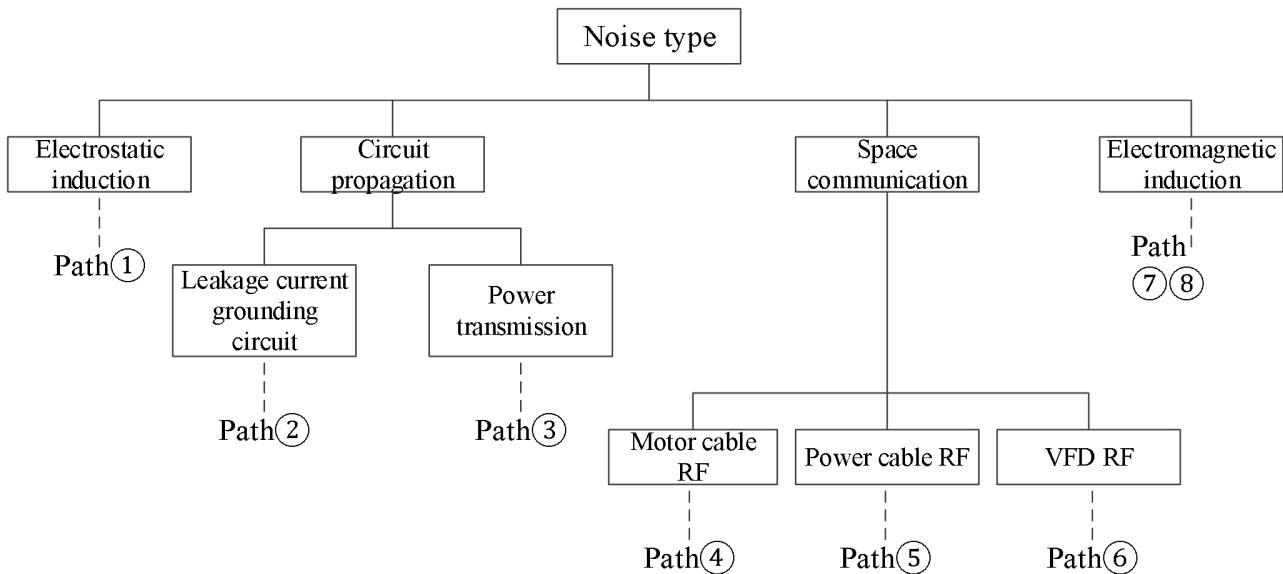 Noise type
Electrostatic
induction
Circuit
propagation
Space
communication
Electromagnetic
induction
Path①
Leakage current
grounding
circuit
Power
transmission
Path
⑦⑧
Path②
Path③
Motor cable
RF
Power cable RF
VFD RF
Path④
Path⑤
Path⑥